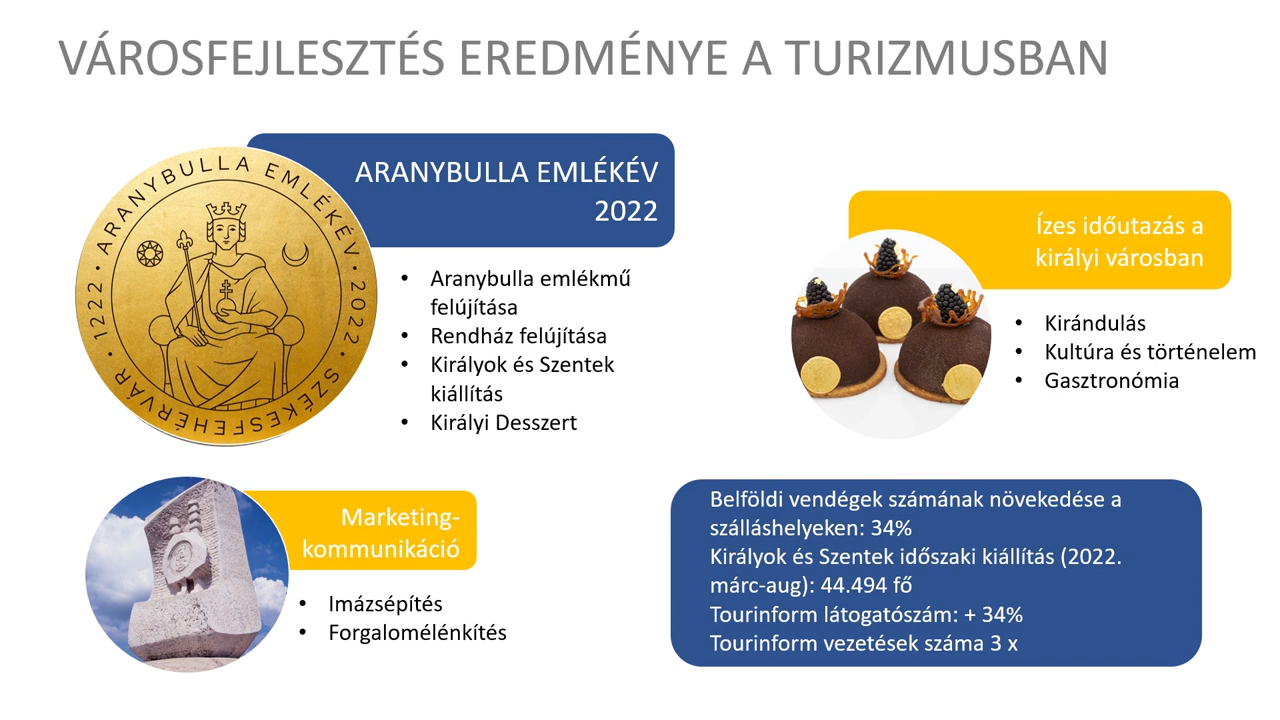 VÁROSFEJLESZTÉS EREDMÉNYE A TURIZMUSBAN
ARANYBULLA EMLÉKÉV
2022
1222 • ARANYBULLA EMLÉKÉV • 2022 • SZÉKESFEHÉRVÁR •
• Aranybulla emlékmű
felújítása
• Rendház felújítása
• Királyok és Szentek
kiállítás
• Királyi Desszert
Ízes időutazás a
királyi városban
• Kirándulás
• Kultúra és történelem
• Gasztronómia
Marketing-
kommunikáció
• Imázsépítés
• Forgalomélénkítés
Belföldi vendégek számának növekedése a
szálláshelyeken: 34%
Királyok és Szentek időszaki kiállítás (2022.
márc-aug): 44.494 fő
Tourinform látogatószám: + 34%
Tourinform vezetések száma 3 x